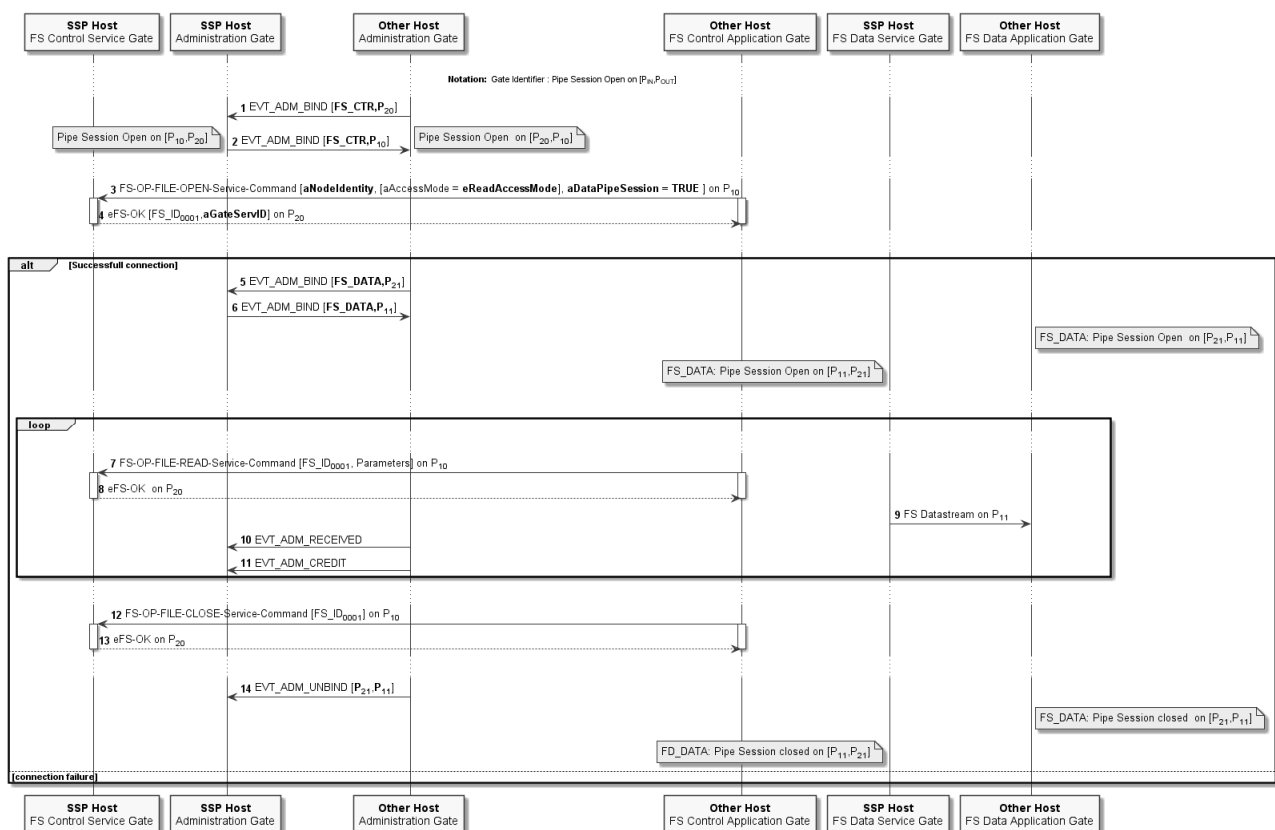 SSP Host
FS Control Service Gate
SSP Host
Administration Gate
Other Host
Administration Gate
Other Host
FS Control Application Gate
SSP Host
FS Data Service Gate
Other Host
FS Data Application Gate
Notation: Gate Identifier : Pipe Session Open on [PIN,POUT]
1 EVT_ADM_BIND [FS_CTR,P20]
Pipe Session Open on [P10,P20]
2 EVT_ADM_BIND [FS_CTR,P10]
Pipe Session Open on [P20,P10]
3 FS-OP-FILE-OPEN-Service-Command [aNodeIdentity, [aAccessMode = eReadAccessMode], aDataPipeSession = TRUE ] on P10
4 eFS-OK [FS_ID0001,aGateServID] on P20
alt [Successfull connection]
5 EVT_ADM_BIND [FS_DATA,P21]
6 EVT_ADM_BIND [FS_DATA,P11]
FS_DATA: Pipe Session Open on [P21,P11]
FS_DATA: Pipe Session Open on [P11,P21]
loop
7 FS-OP-FILE-READ-Service-Command [FS_ID0001, Parameters] on P10
8 eFS-OK on P20
9 FS Datastream on P11
10 EVT_ADM_RECEIVED
11 EVT_ADM_CREDIT
12 FS-OP-FILE-CLOSE-Service-Command [FS_ID0001] on P10
13 eFS-OK on P20
14 EVT_ADM_UNBIND [P21,P11]
FS_DATA: Pipe Session closed on [P21,P11]
FD_DATA: Pipe Session closed on [P11,P21]
[connection failure]
SSP Host
FS Control Service Gate
SSP Host
Administration Gate
Other Host
Administration Gate
Other Host
FS Control Application Gate
SSP Host
FS Data Service Gate
Other Host
FS Data Application Gate